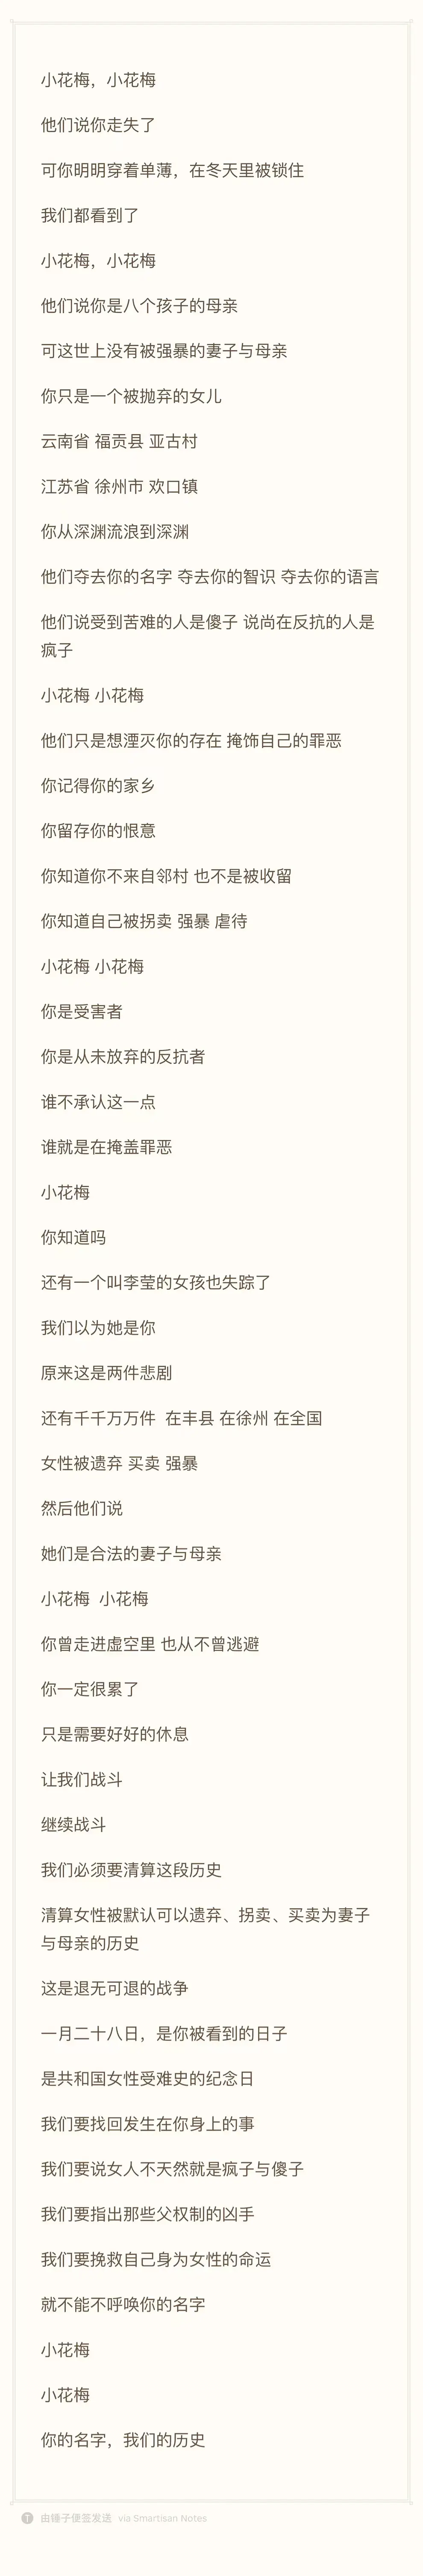 小花梅，小花梅
他们说你走失了
可你明明穿着单薄，在冬天里被锁住
我们都看到了
小花梅，小花梅
他们说你是八个孩子的母亲
可这世上没有被强暴的妻子与母亲
你只是一个被抛弃的女儿
云南省 福贡县 亚古村
江苏省 徐州市 欢口镇
你从深渊流浪到深渊
他们夺去你的名字 夺去你的智识 夺去你的语言
他们说受到苦难的人是傻子 说尚在反抗的人是
疯子
小花梅 小花梅
他们只是想湮灭你的存在 掩饰自己的罪恶
你记得你的家乡
你留存你的恨意
你知道你不来自邻村 也不是被收留
你知道自己被拐卖 强暴 虐待
小花梅 小花梅
你是受害者
你是从未放弃的反抗者
谁不承认这一点
谁就是在掩盖罪恶
小花梅
你知道吗
还有一个叫李莹的女孩也失踪了
我们以为她是你
原来这是两件悲剧
还有千千万万件  在丰县 在徐州 在全国
女性被遗弃 买卖 强暴
然后他们说
她们是合法的妻子与母亲
小花梅  小花梅
你曾走进虚空里 也从不曾逃避
你一定很累了
只是需要好好的休息
让我们战斗
继续战斗
我们必须要清算这段历史
清算女性被默认可以遗弃、拐卖、买卖为妻子
与母亲的历史
这是退无可退的战争
一月二十八日，是你被看到的日子
是共和国女性受难史的纪念日
我们要找回发生在你身上的事
我们要说女人不天然就是疯子与傻子
我们要指出那些父权制的凶手
我们要挽救自己身为女性的命运
就不能不呼唤你的名字
小花梅
小花梅
你的名字，我们的历史
由锤子便签发送 via Smartisan Notes